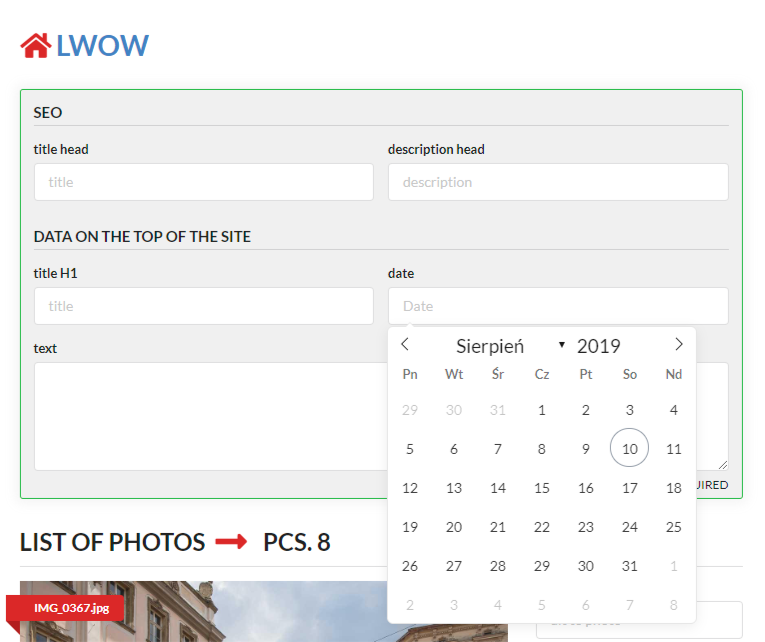 LWOW
SEO
title head description head
title description
DATA ON THE TOP OF THE SITE
title H1 date
title Date
text
Sierpień 2019
Pn Wt Śr Cz Pt So Nd
29 30 31 1 2 3 4
5 6 7 8 9 10 11
12 13 14 15 16 17 18
19 20 21 22 23 24 25
26 27 28 29 30 31 1
2 3 4 5 6 7 8
LIST OF PHOTOS PCS. 8
IMG_0367.jpg